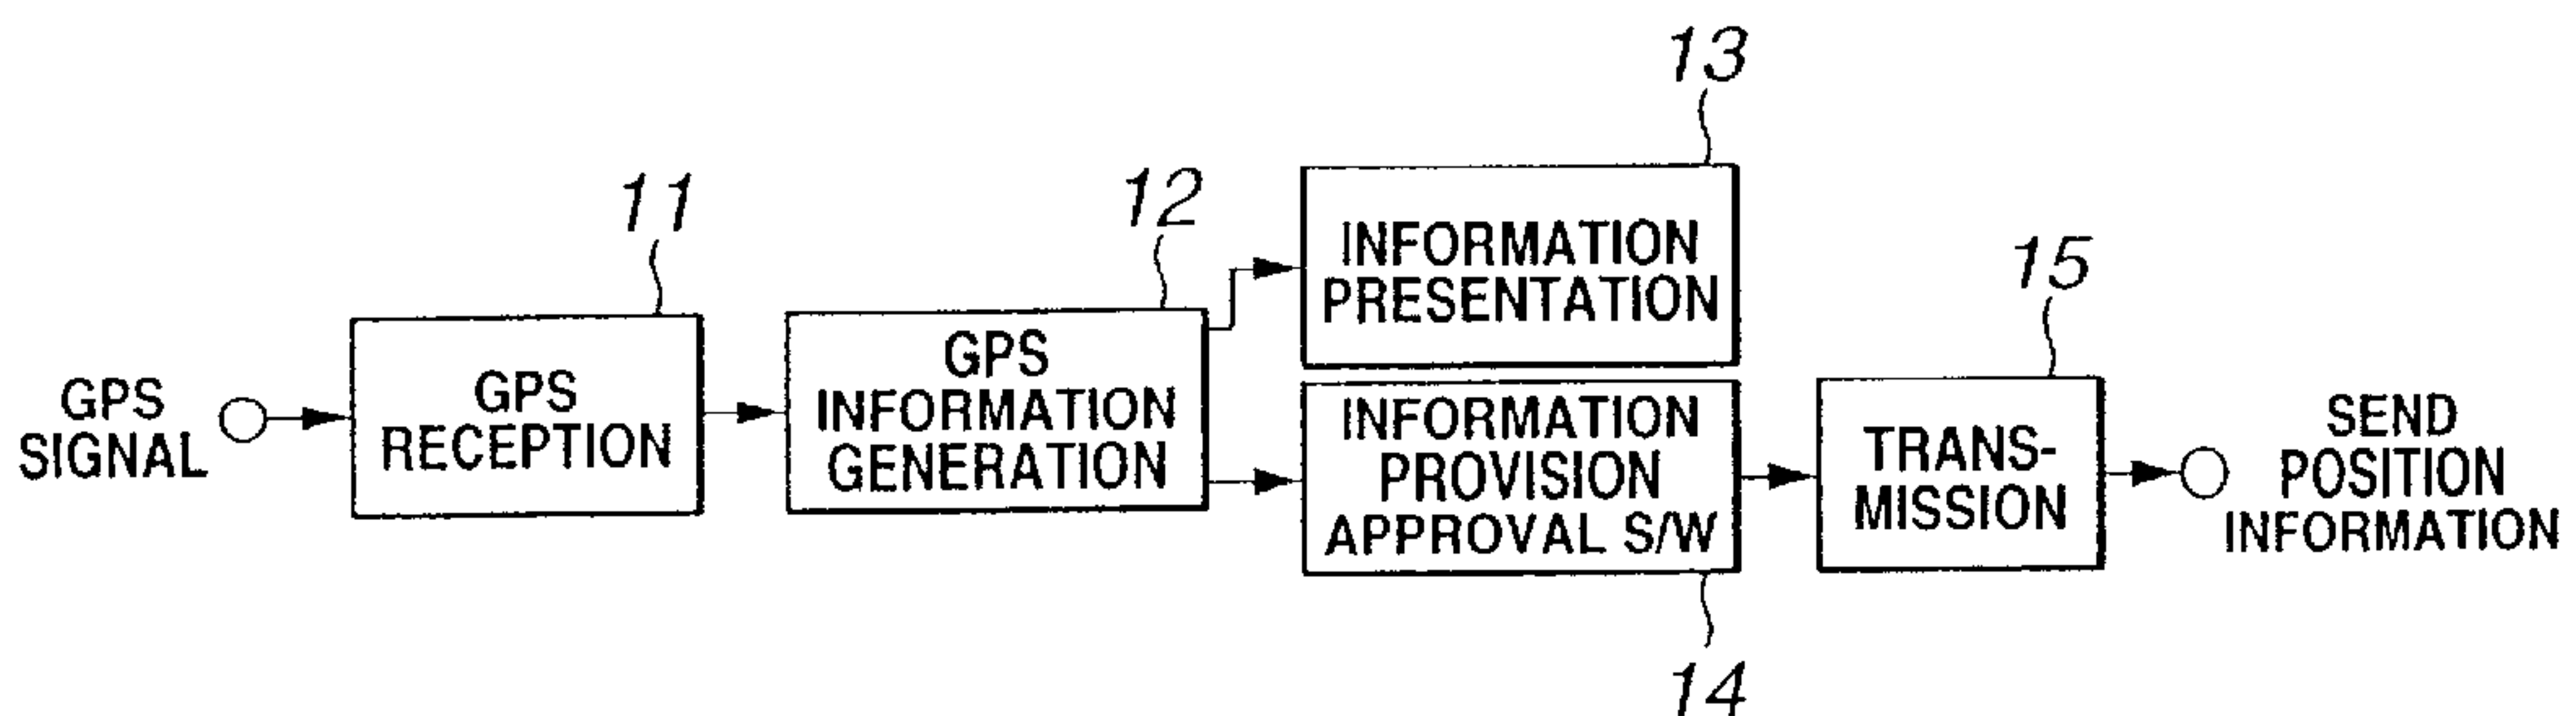 13
11
12
15
INFORMATION
PRESENTATION
GPS
SIGNAL
GPS
RECEPTION
GPS
INFORMATION
GENERATION
INFORMATION
PROVISION
APPROVAL S/W
TRANS-
MISSION
SEND
POSITION
INFORMATION
14